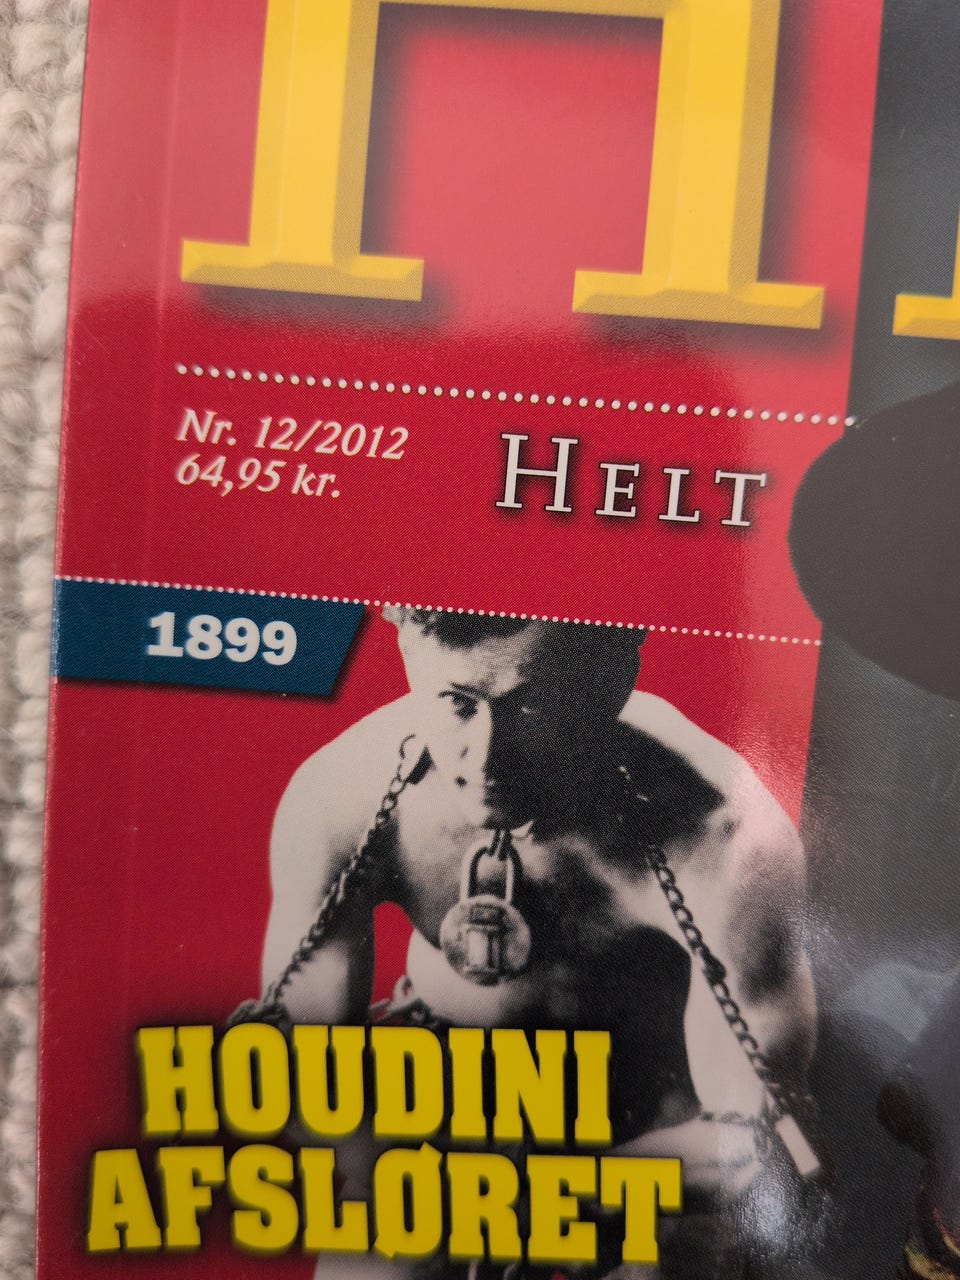 H
Nr. 12/2012
64,95 kr.
HELT
1899
HOUDINI
AFSLØRET